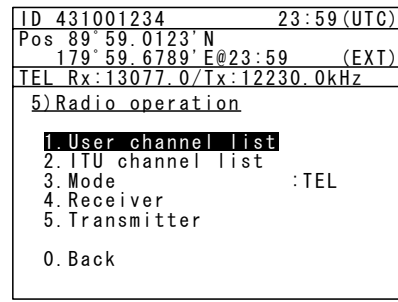 ID 431001234 23:59(UTC)
Pos 89°59.0123'N
179°59.6789'E@23:59 (EXT)
TEL Rx:13077.0/Tx:12230.0kHz
5)Radio operation
1.User channel list
2.ITU channel list
3.Mode :TEL
4.Receiver
5.Transmitter
0.Back